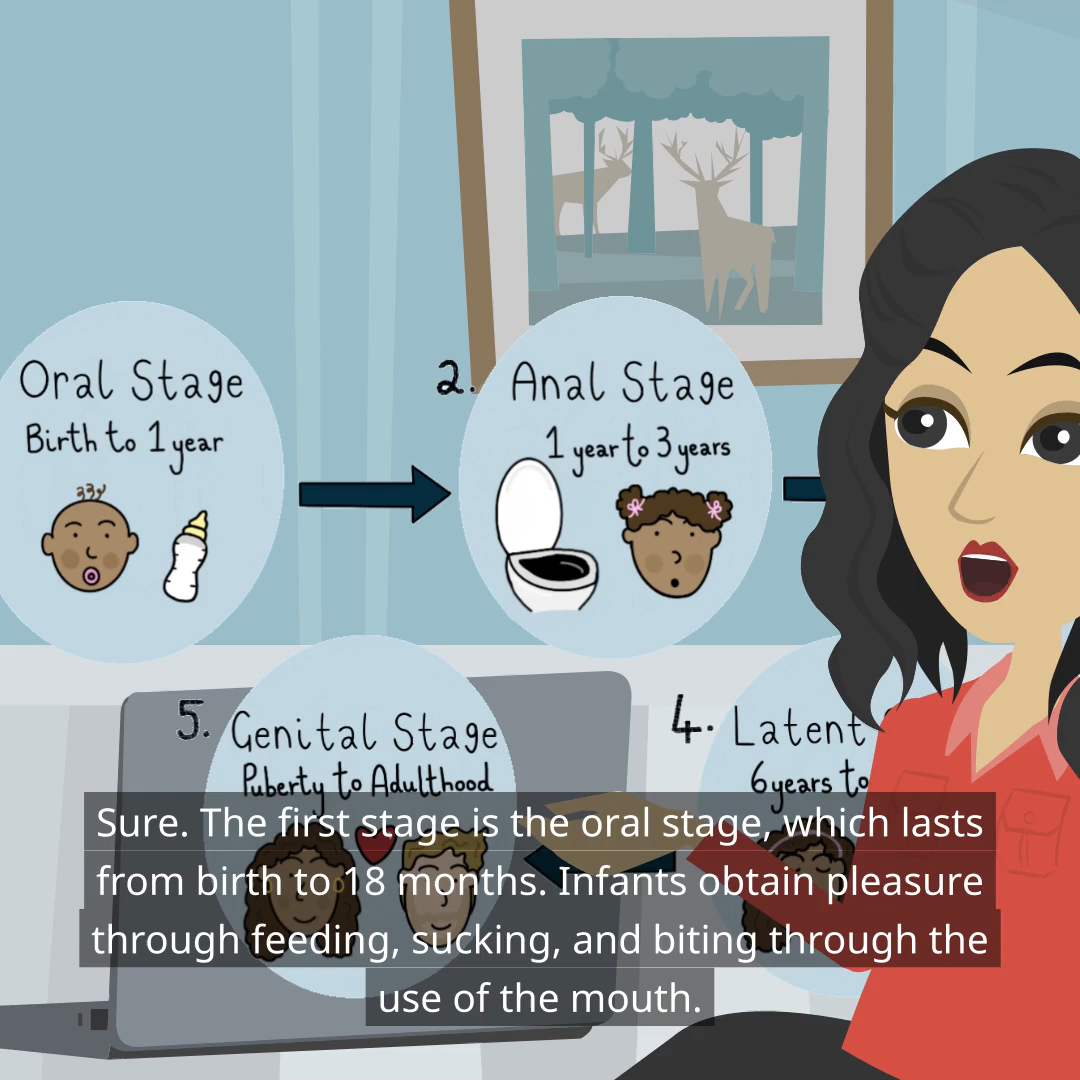 Oral Stage
Birth to 1 year
2. Anal Stage
1 year to 3 years
5. Genital Stage
Puberty to Adulthood
4. Latent
6 years to
Sure. The first stage is the oral stage, which lasts
from birth to 18 months. Infants obtain pleasure
through feeding, sucking, and biting through the
use of the mouth.